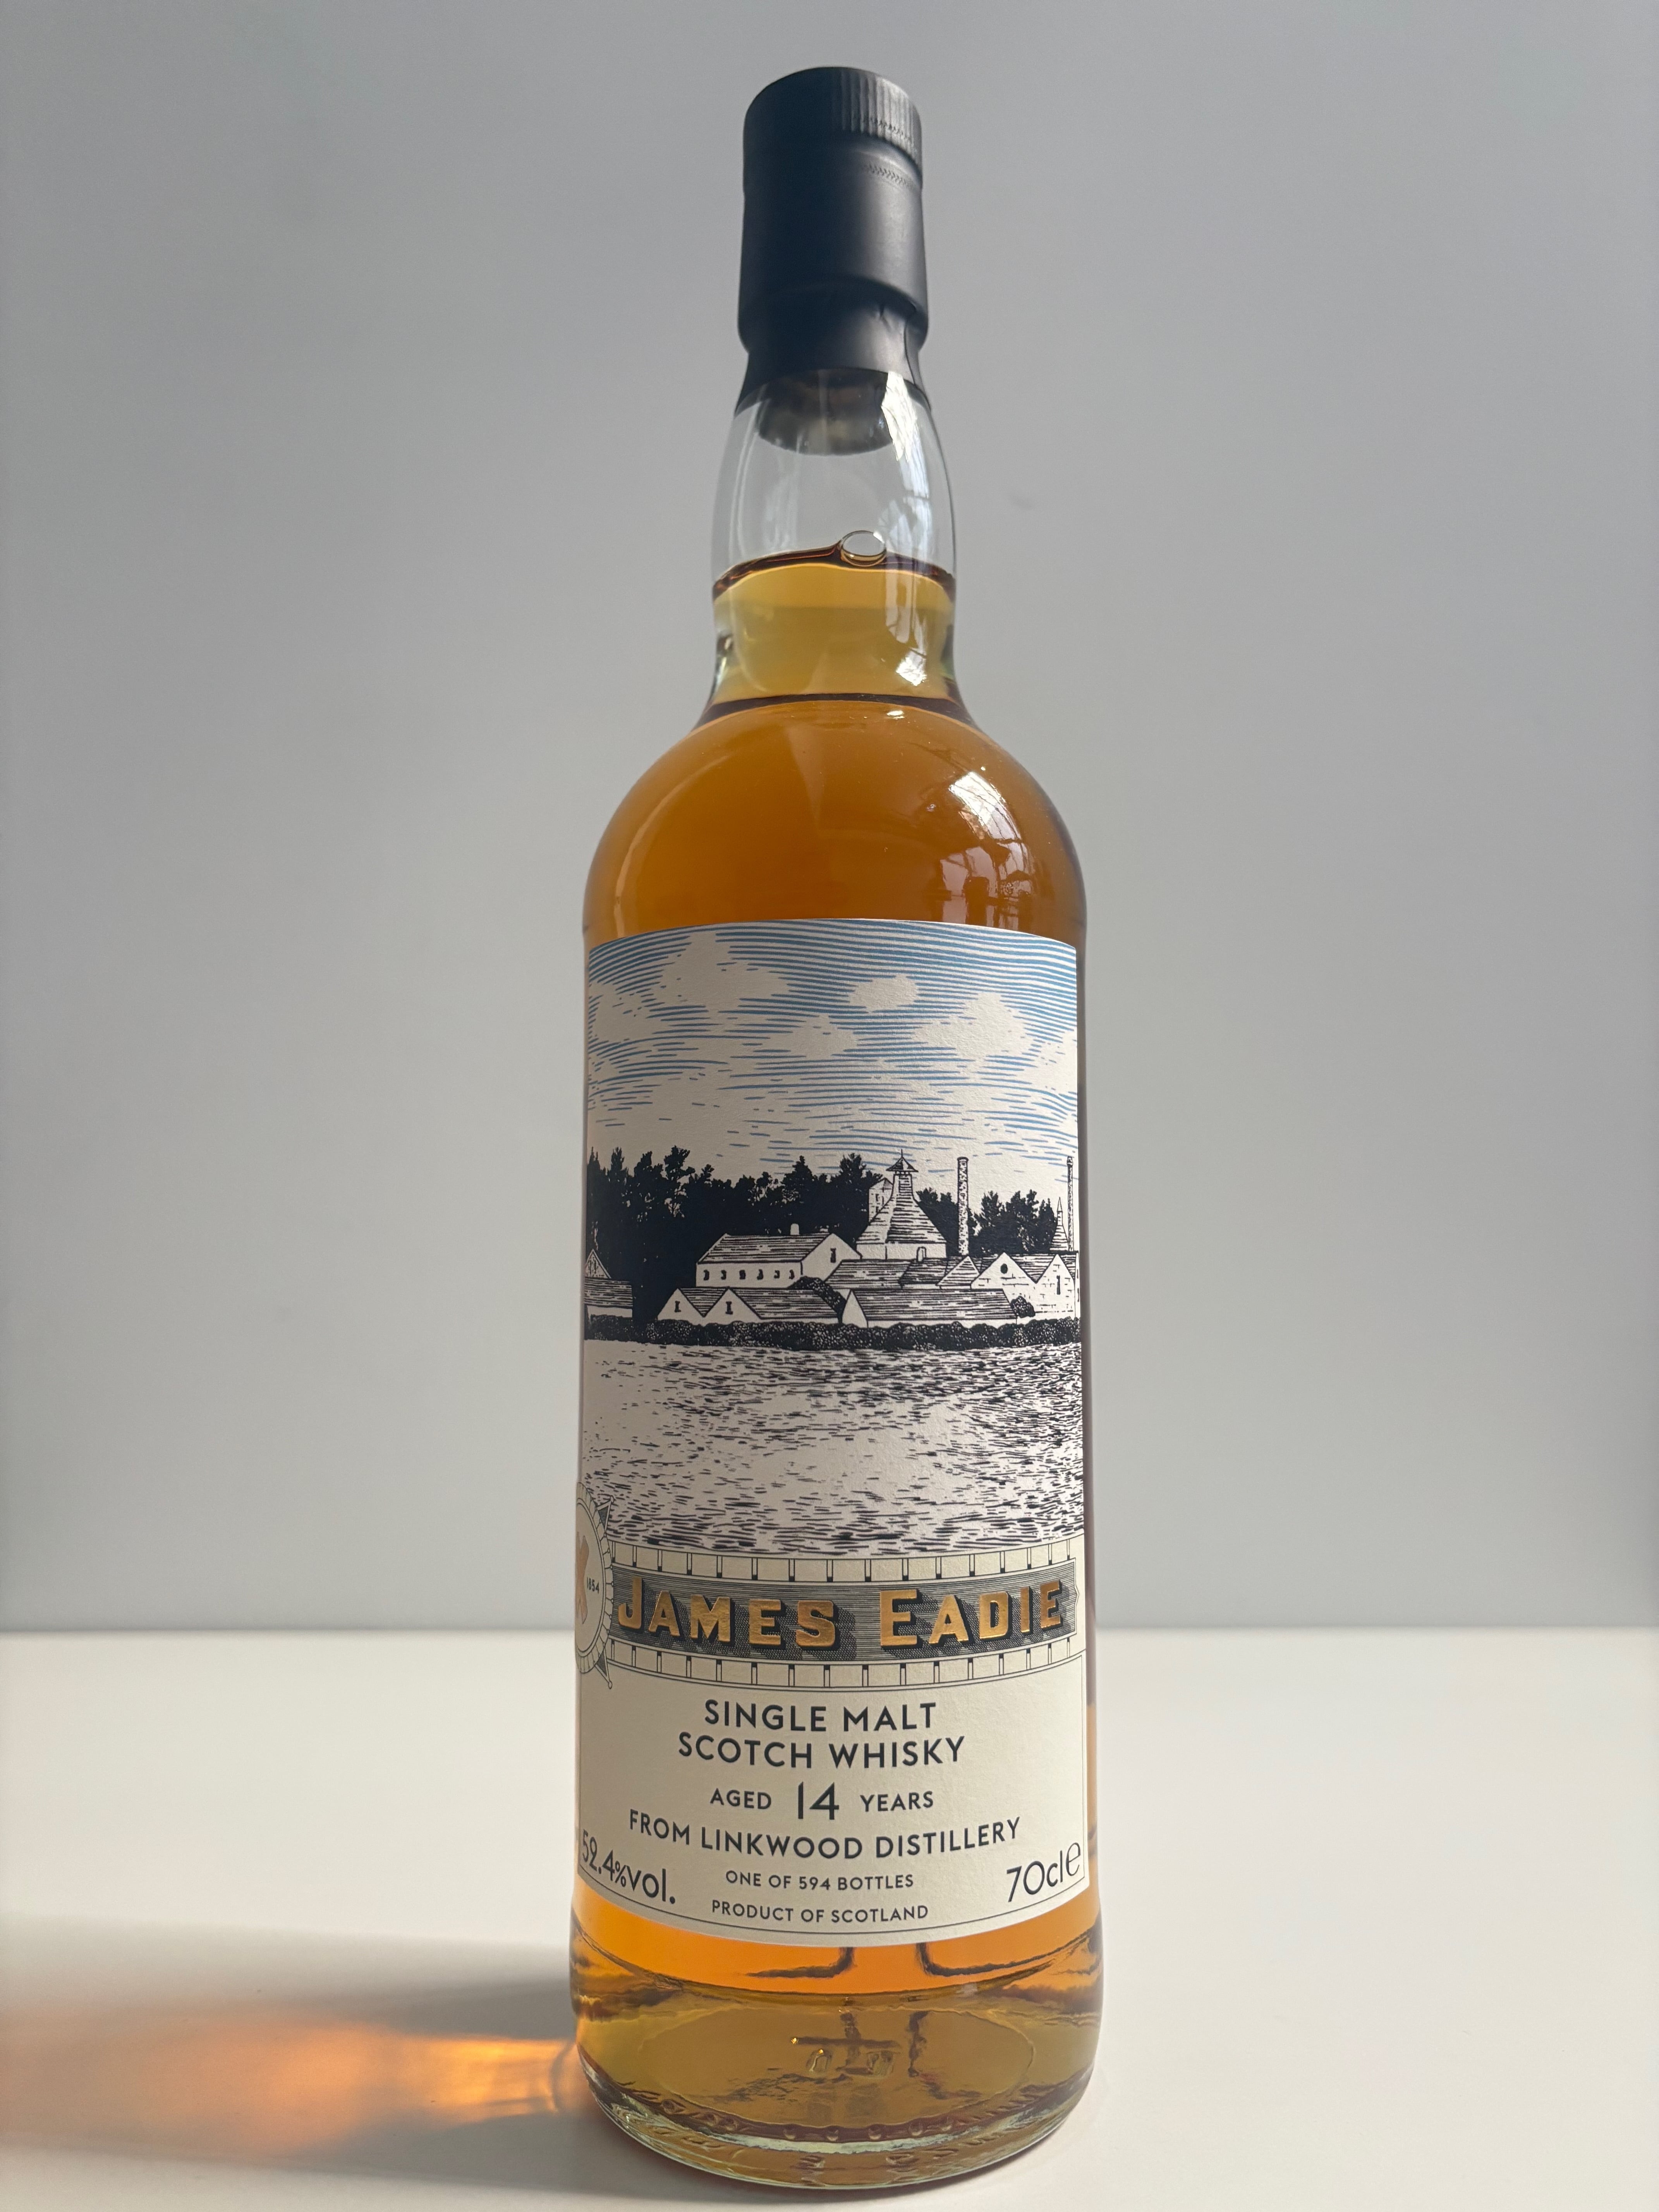 1854
JAMES EADIE
SINGLE MALT
SCOTCH WHISKY
AGED 14 YEARS
FROM LINKWOOD DISTILLERY
52.4%vol.
ONE OF 594 BOTTLES
70cl℮
PRODUCT OF SCOTLAND